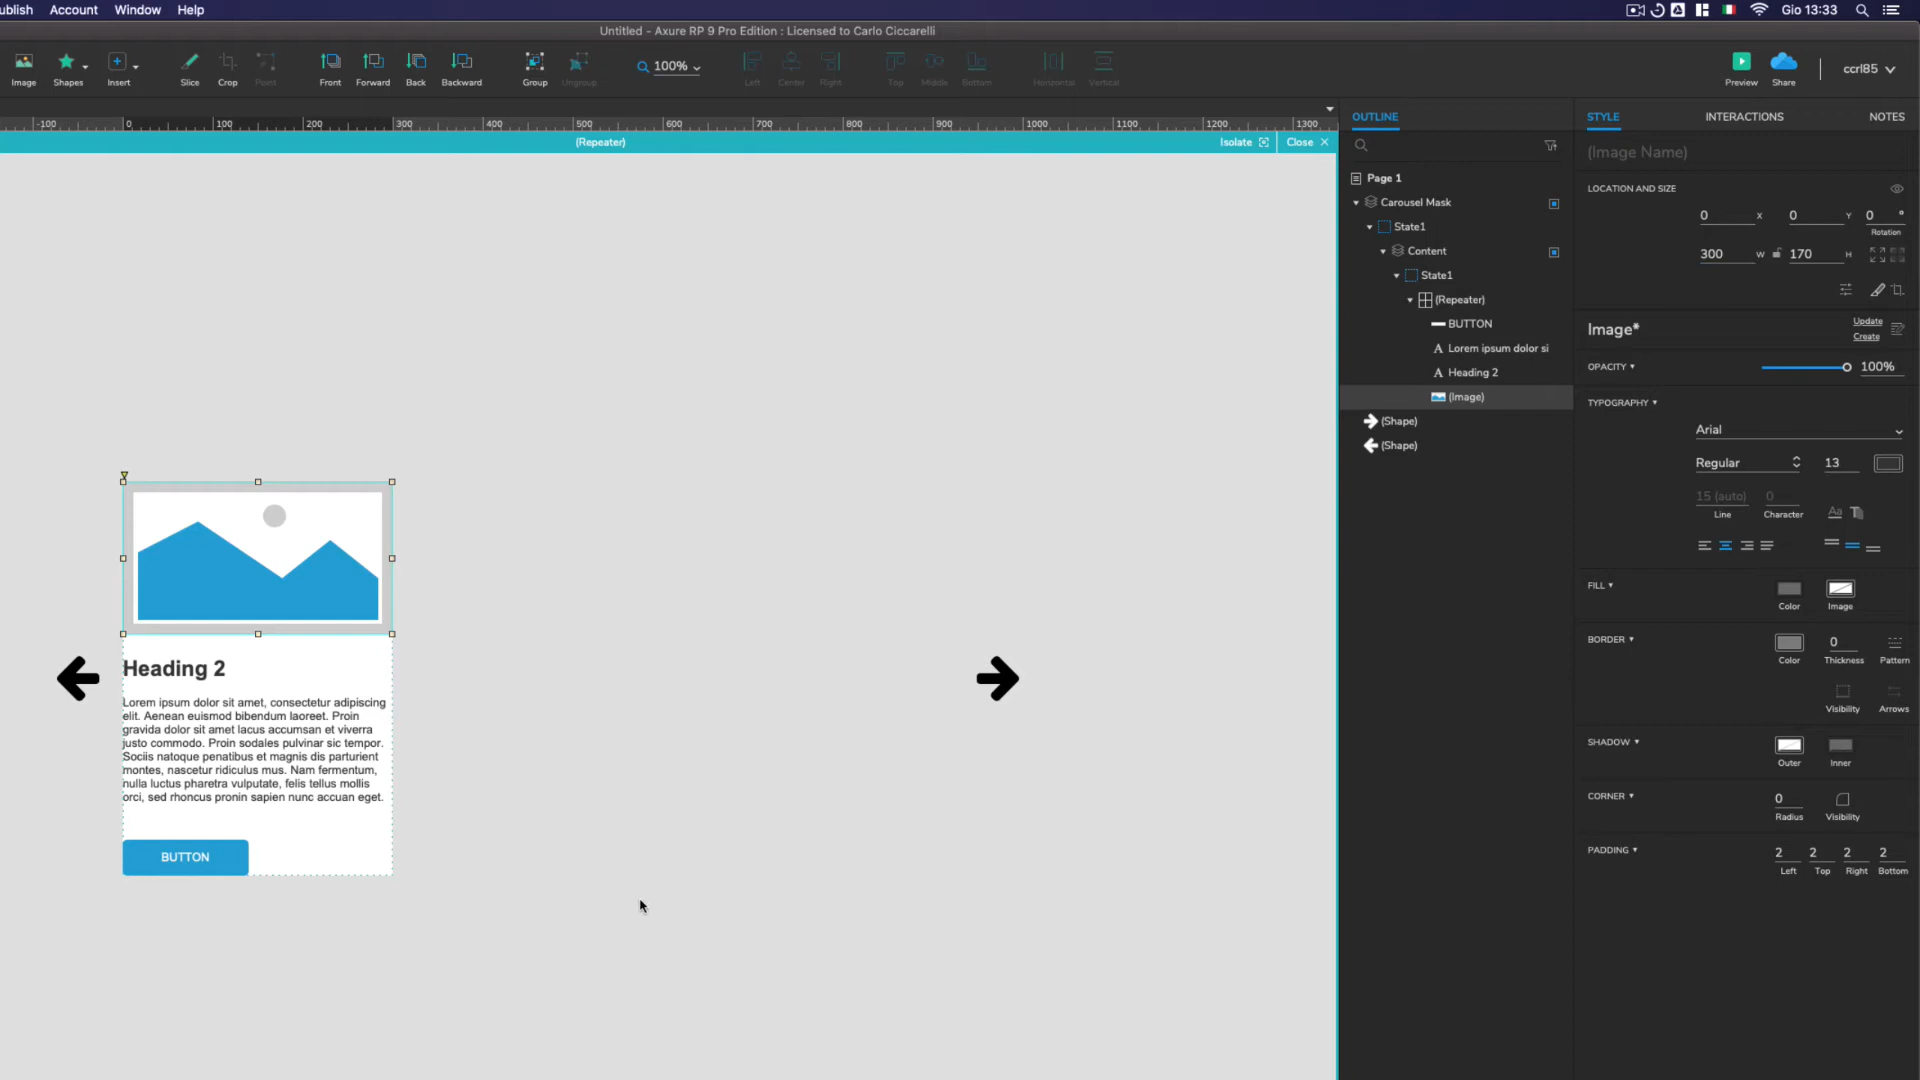 ublish Account Window Help Gio 13:33
Untitled - Axure RP 9 Pro Edition : Licensed to Carlo Ciccarelli
Image Shapes Insert Slice Crop Point Front Forward Back Backward Group Ungroup 100% Left Center Right Top Middle Bottom Horizontal Vertical Preview Share ccrl85
-100 0 100 200 300 400 500 600 700 800 900 1000 1100 1200 1300
(Repeater) Isolate Close
OUTLINE
Page 1
Carousel Mask
State1
Content
State1
(Repeater)
BUTTON
Lorem ipsum dolor si
Heading 2
(Image)
(Shape)
(Shape)
STYLE INTERACTIONS NOTES
(Image Name)
LOCATION AND SIZE
0 X 0 Y 0 °
Rotation
300 W 170 H
Image*
Update
Create
OPACITY 100%
TYPOGRAPHY
Arial
Regular 13
15 (auto) 0
Line Character
Aa
FILL
Color Image
BORDER 0
Color Thickness Pattern
Visibility Arrows
SHADOW
Outer Inner
CORNER 0
Radius Visibility
PADDING 2 2 2 2
Left Top Right Bottom
Heading 2
Lorem ipsum dolor sit amet, consectetur adipiscing
elit. Aenean euismod bibendum laoreet. Proin
gravida dolor sit amet lacus accumsan et viverra
justo commodo. Proin sodales pulvinar sic tempor.
Sociis natoque penatibus et magnis dis parturient
montes, nascetur ridiculus mus. Nam fermentum,
nulla luctus pharetra vulputate, felis tellus mollis
orci, sed rhoncus pronin sapien nunc accuan eget.
BUTTON